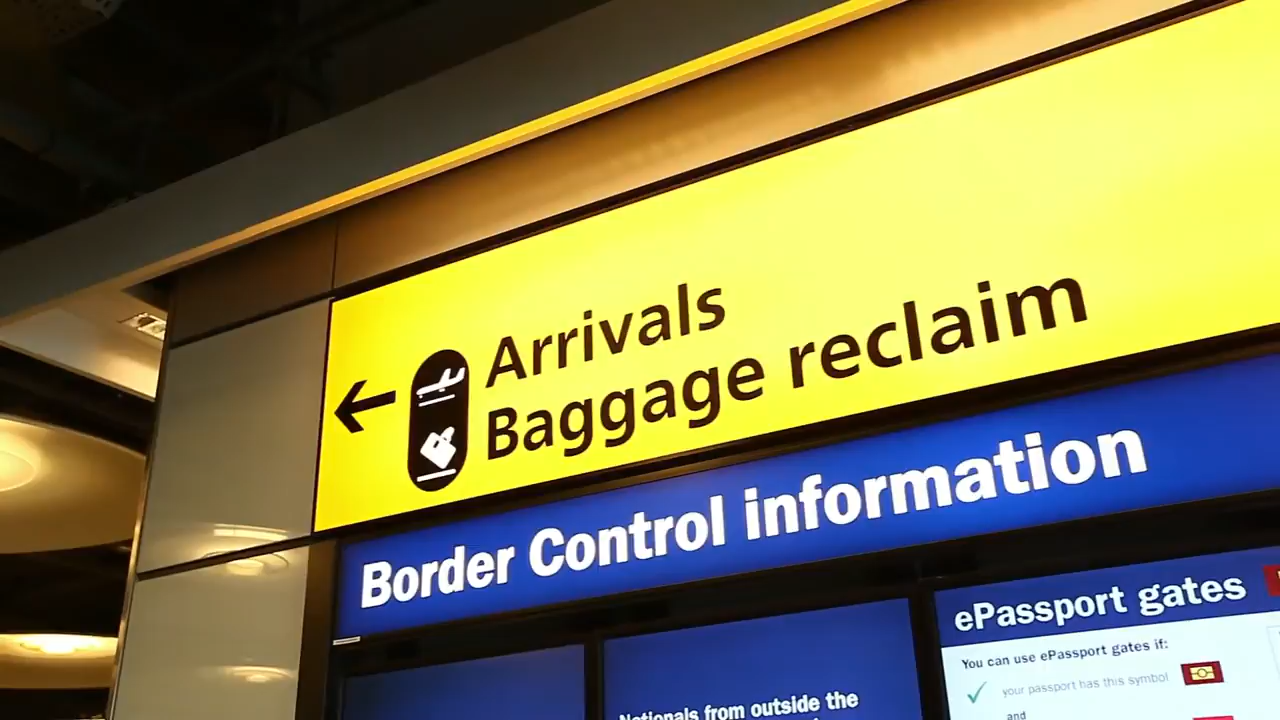 Arrivals
Baggage reclaim
Border Control information
Nationals from outside the
ePassport gates
You can use ePassport gates if:
your passport has this symbol
and